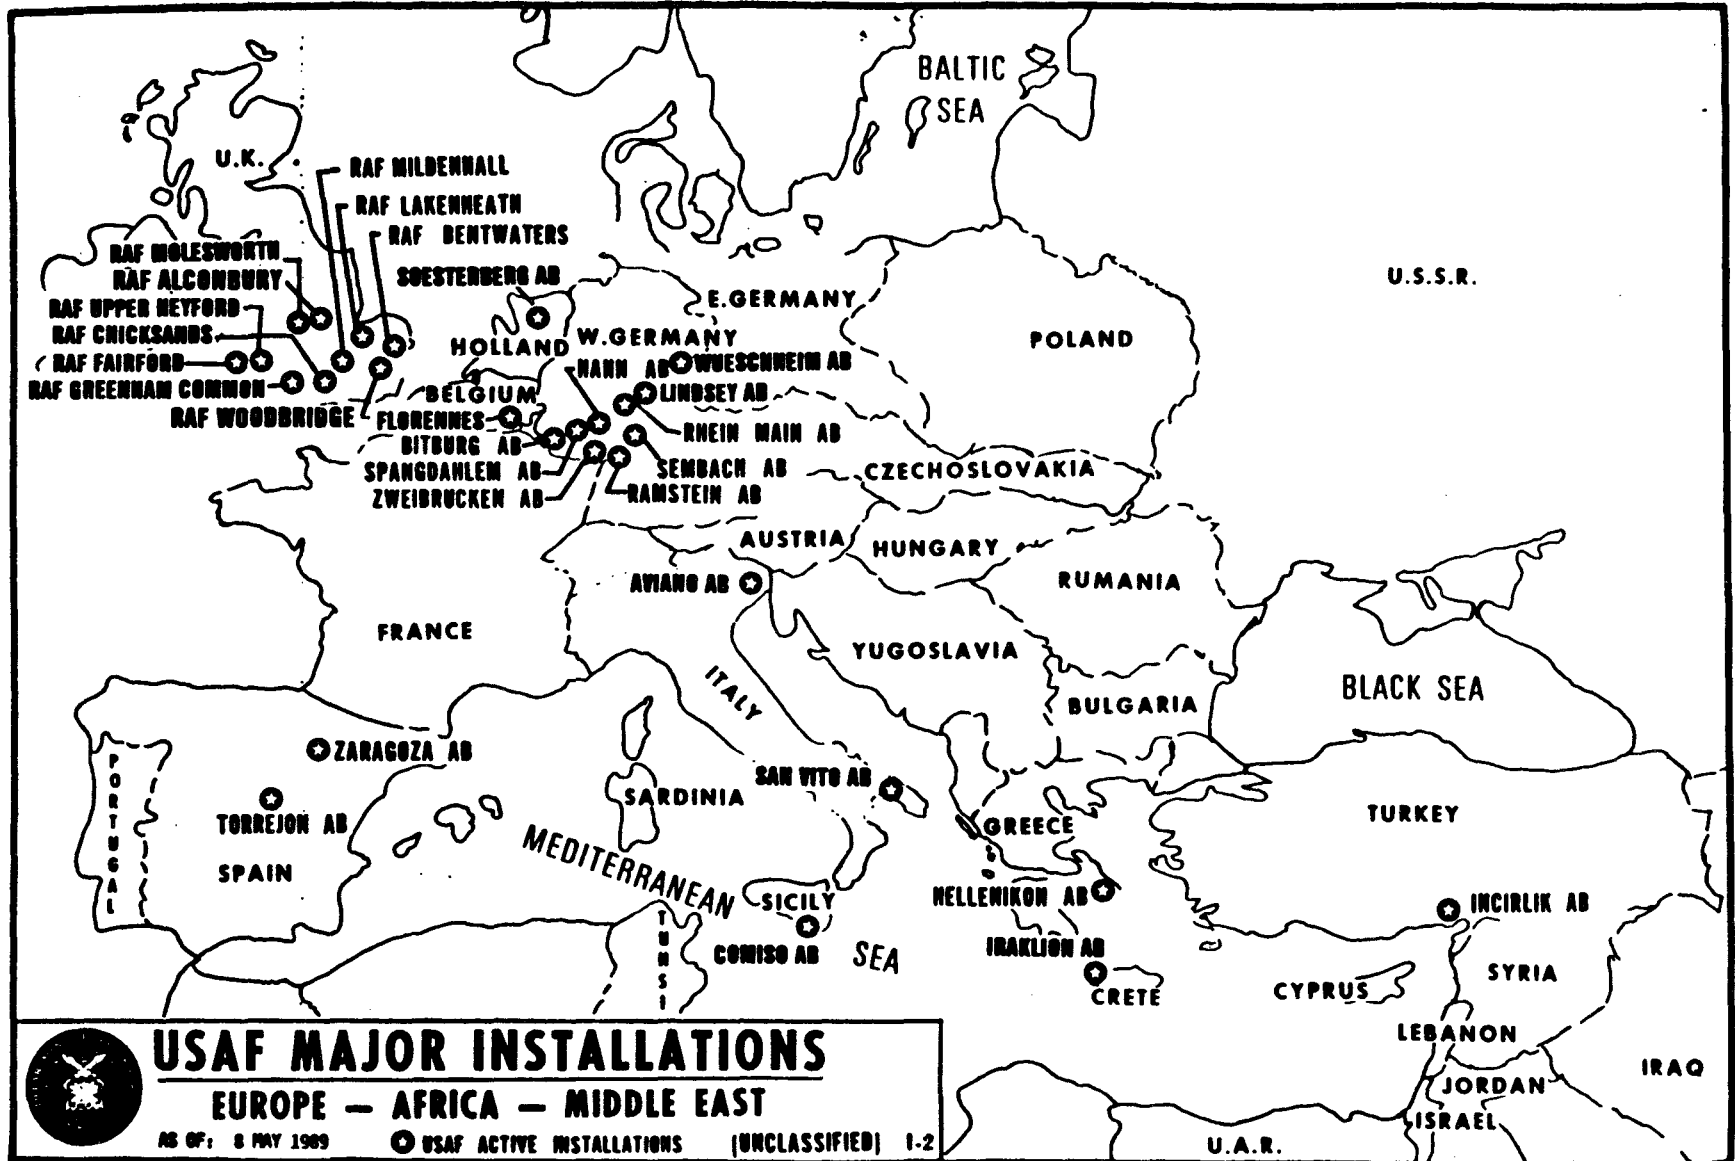 BALTIC
SEA
U.K.
RAF MILDENHALL
RAF LAKENHEATH
RAF BENTWATERS
RAF MOLESWORTH
RAF ALCONBURY
RAF UPPER HEYFORD
RAF CHICKSANDS
RAF FAIRFORD
RAF GREENHAM COMMON
RAF WOODBRIDGE
SOESTERBERG AB
U.S.S.R.
E.GERMANY
W.GERMANY
HOLLAND
POLAND
HAHN AB
WUESCHHEIM AB
BELGIUM
LINDSEY AB
FLORENNES
RHEIN MAIN AB
BITBURG AB
SPANGDAHLEM AB
SEMBACH AB
CZECHOSLOVAKIA
ZWEIBRUCKEN AB
RAMSTEIN AB
AUSTRIA
HUNGARY
AVIANO AB
RUMANIA
FRANCE
YUGOSLAVIA
ITALY
BLACK SEA
BULGARIA
ZARAGOZA AB
PORTUGAL
SAN VITO AB
SARDINIA
TURKEY
TORREJON AB
GREECE
SPAIN
MEDITERRANEAN
SEA
SICILY
HELLENIKON AB
INCIRLIK AB
TUNSI
COMISO AB
IRAKLION AB
CRETE
CYPRUS
SYRIA
LEBANON
IRAQ
JORDAN
ISRAEL
U.A.R.
USAF MAJOR INSTALLATIONS
EUROPE — AFRICA — MIDDLE EAST
AS OF: 8 MAY 1989 USAF ACTIVE INSTALLATIONS (UNCLASSIFIED) I-2